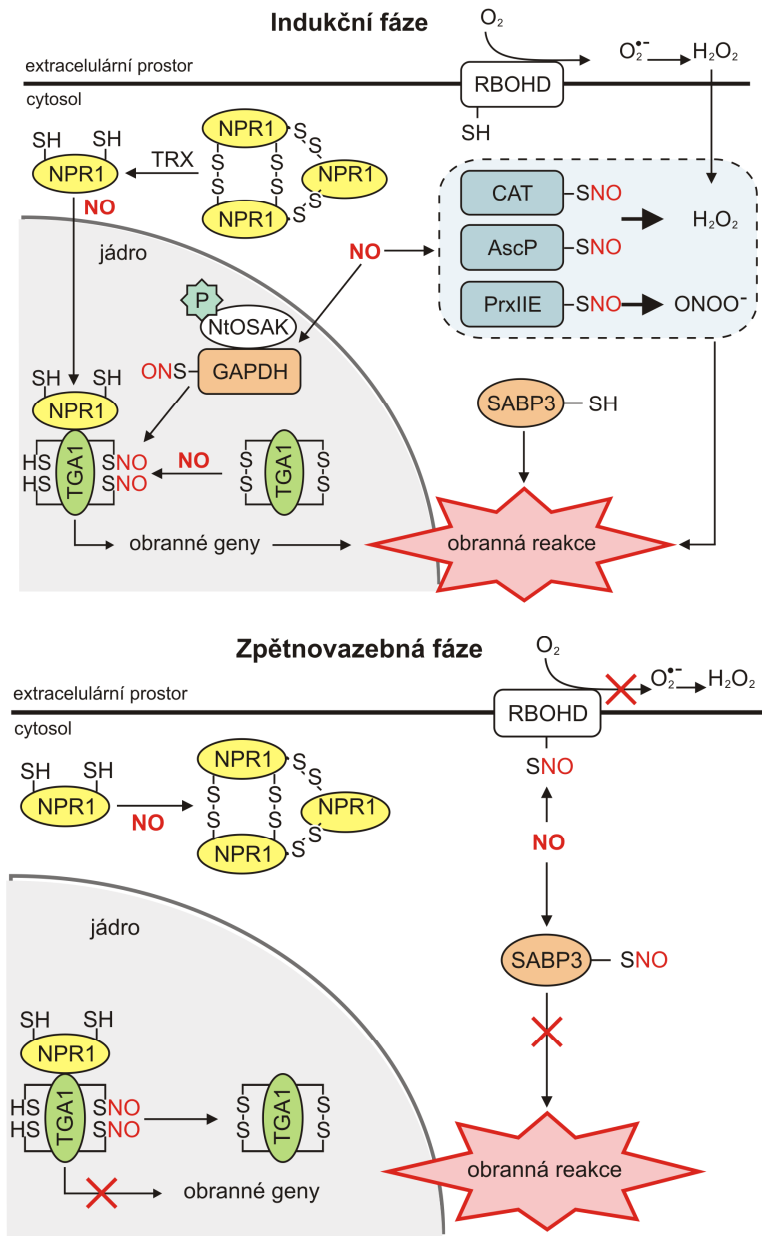 Indukční fáze
O₂
O₂•−
H₂O₂
extracelulární prostor
RBOHD
cytosol
SH
SH SH
NPR1
TRX
NPR1
S
S
S
S
S
S
S
S
NPR1
NPR1
NO
CAT
SNO
AscP
SNO
H₂O₂
PrxIIE
SNO
ONOO⁻
jádro
NO
P
NtOSAK
ONS
GAPDH
SH SH
NPR1
HS
HS
TGA1
SNO
SNO
NO
S
S
TGA1
S
S
SABP3
SH
obranné geny
obranná reakce
Zpětnovazebná fáze
O₂
O₂•−
H₂O₂
extracelulární prostor
RBOHD
cytosol
SNO
SH SH
NPR1
NO
NPR1
S
S
S
S
S
S
S
S
NPR1
NPR1
NO
jádro
SABP3
SNO
SH SH
NPR1
HS
HS
TGA1
SNO
SNO
S
S
TGA1
S
S
obranné geny
obranná reakce